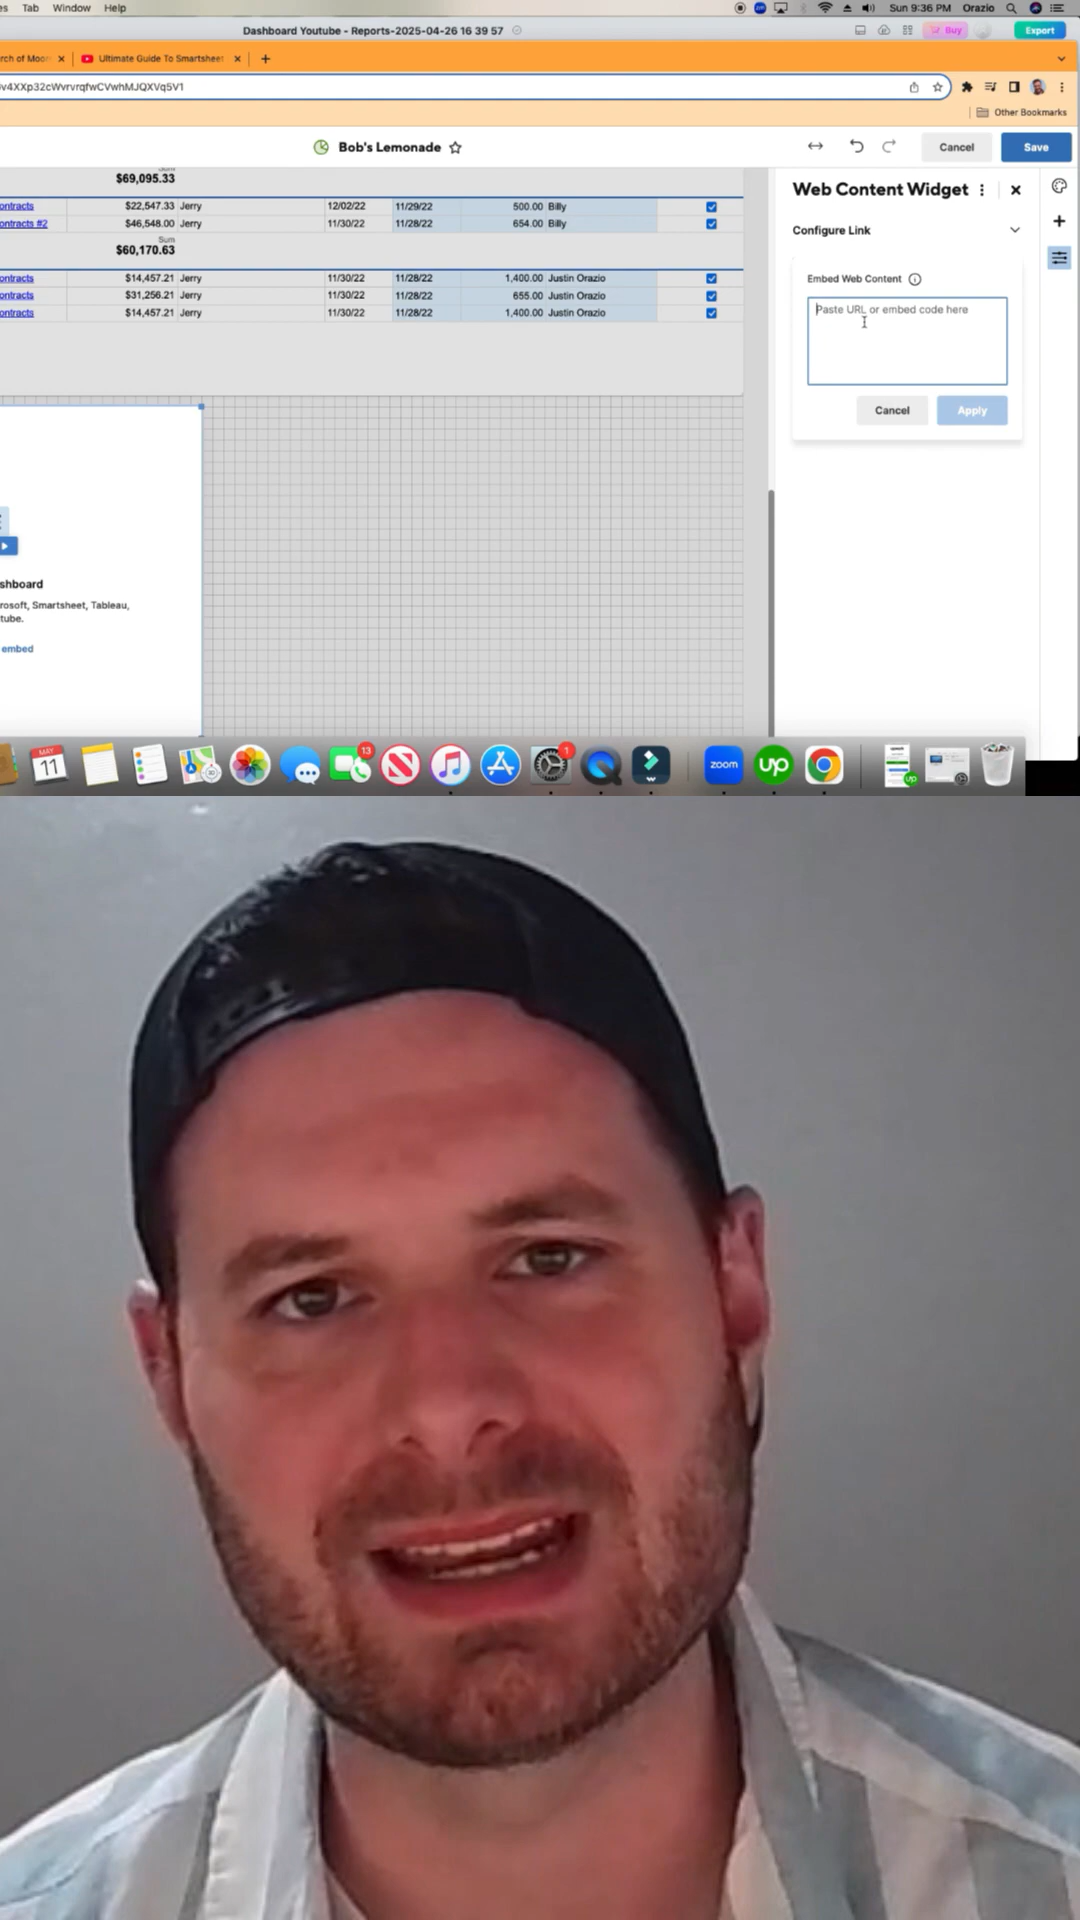 Tab Window Help Sun 9:36 PM Orazio
Dashboard Youtube - Reports-2025-04-26 16 39 57 Buy Export
rch of Moon Ultimate Guide To Smartsheet
Other Bookmarks
Bob's Lemonade Cancel Save
Sum
$69,095.33
ontracts $22,547.33 Jerry 12/02/22 11/29/22 500.00 Billy
ontracts #2 $46,548.00 Jerry 11/30/22 11/28/22 654.00 Billy
Sum
$60,170.63
ontracts $14,457.21 Jerry 11/30/22 11/28/22 1,400.00 Justin Orazio
ontracts $31,256.21 Jerry 11/30/22 11/28/22 655.00 Justin Orazio
ontracts $14,457.21 Jerry 11/30/22 11/28/22 1,400.00 Justin Orazio
Web Content Widget
Configure Link
Embed Web Content
Paste URL or embed code here
Cancel Apply
shboard
rosoft, Smartsheet, Tableau,
tube.
embed
MAY
11
13
1
zoom
up